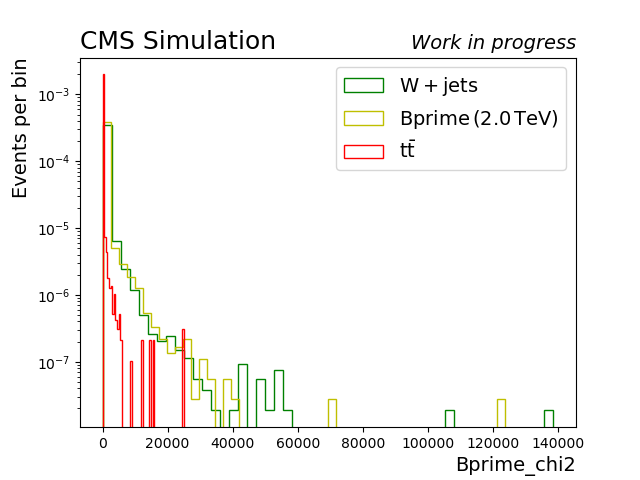 CMS Simulation
Work in progress
Events per bin
W + jets
Bprime (2.0 TeV)
tt̄
10⁻³
10⁻⁴
10⁻⁵
10⁻⁶
10⁻⁷
0 20000 40000 60000 80000 100000 120000 140000
Bprime_chi2